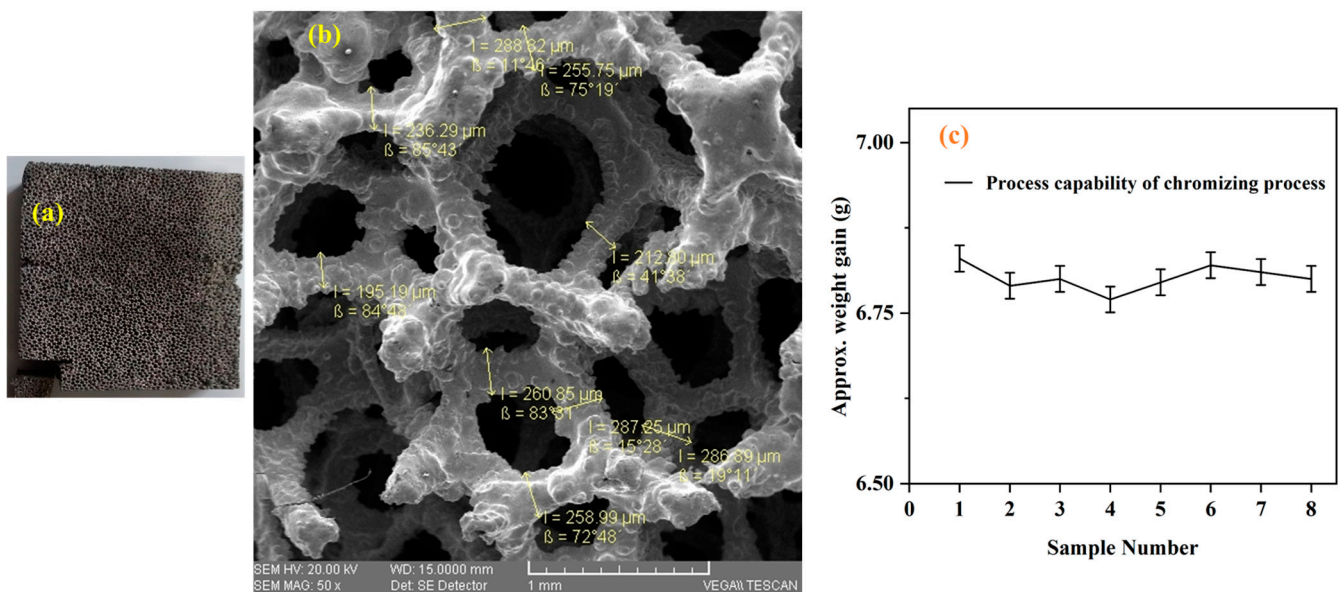 (a)
(b)
l = 288.82 µm
ß = 11°46´
l = 255.75 µm
ß = 75°19´
l = 236.29 µm
ß = 85°43´
l = 212.80 µm
ß = 41°38´
l = 195.19 µm
ß = 84°48´
l = 260.85 µm
ß = 83°31´
l = 287.25 µm
ß = 15°28´
l = 286.89 µm
ß = 19°11´
l = 258.99 µm
ß = 72°48´
SEM HV: 20.00 kV WD: 15.0000 mm
SEM MAG: 50 x Det: SE Detector 1 mm VEGA\\ TESCAN
(c)
Process capability of chromizing process
Approx. weight gain (g)
7.00
6.75
6.50
0 1 2 3 4 5 6 7 8
Sample Number